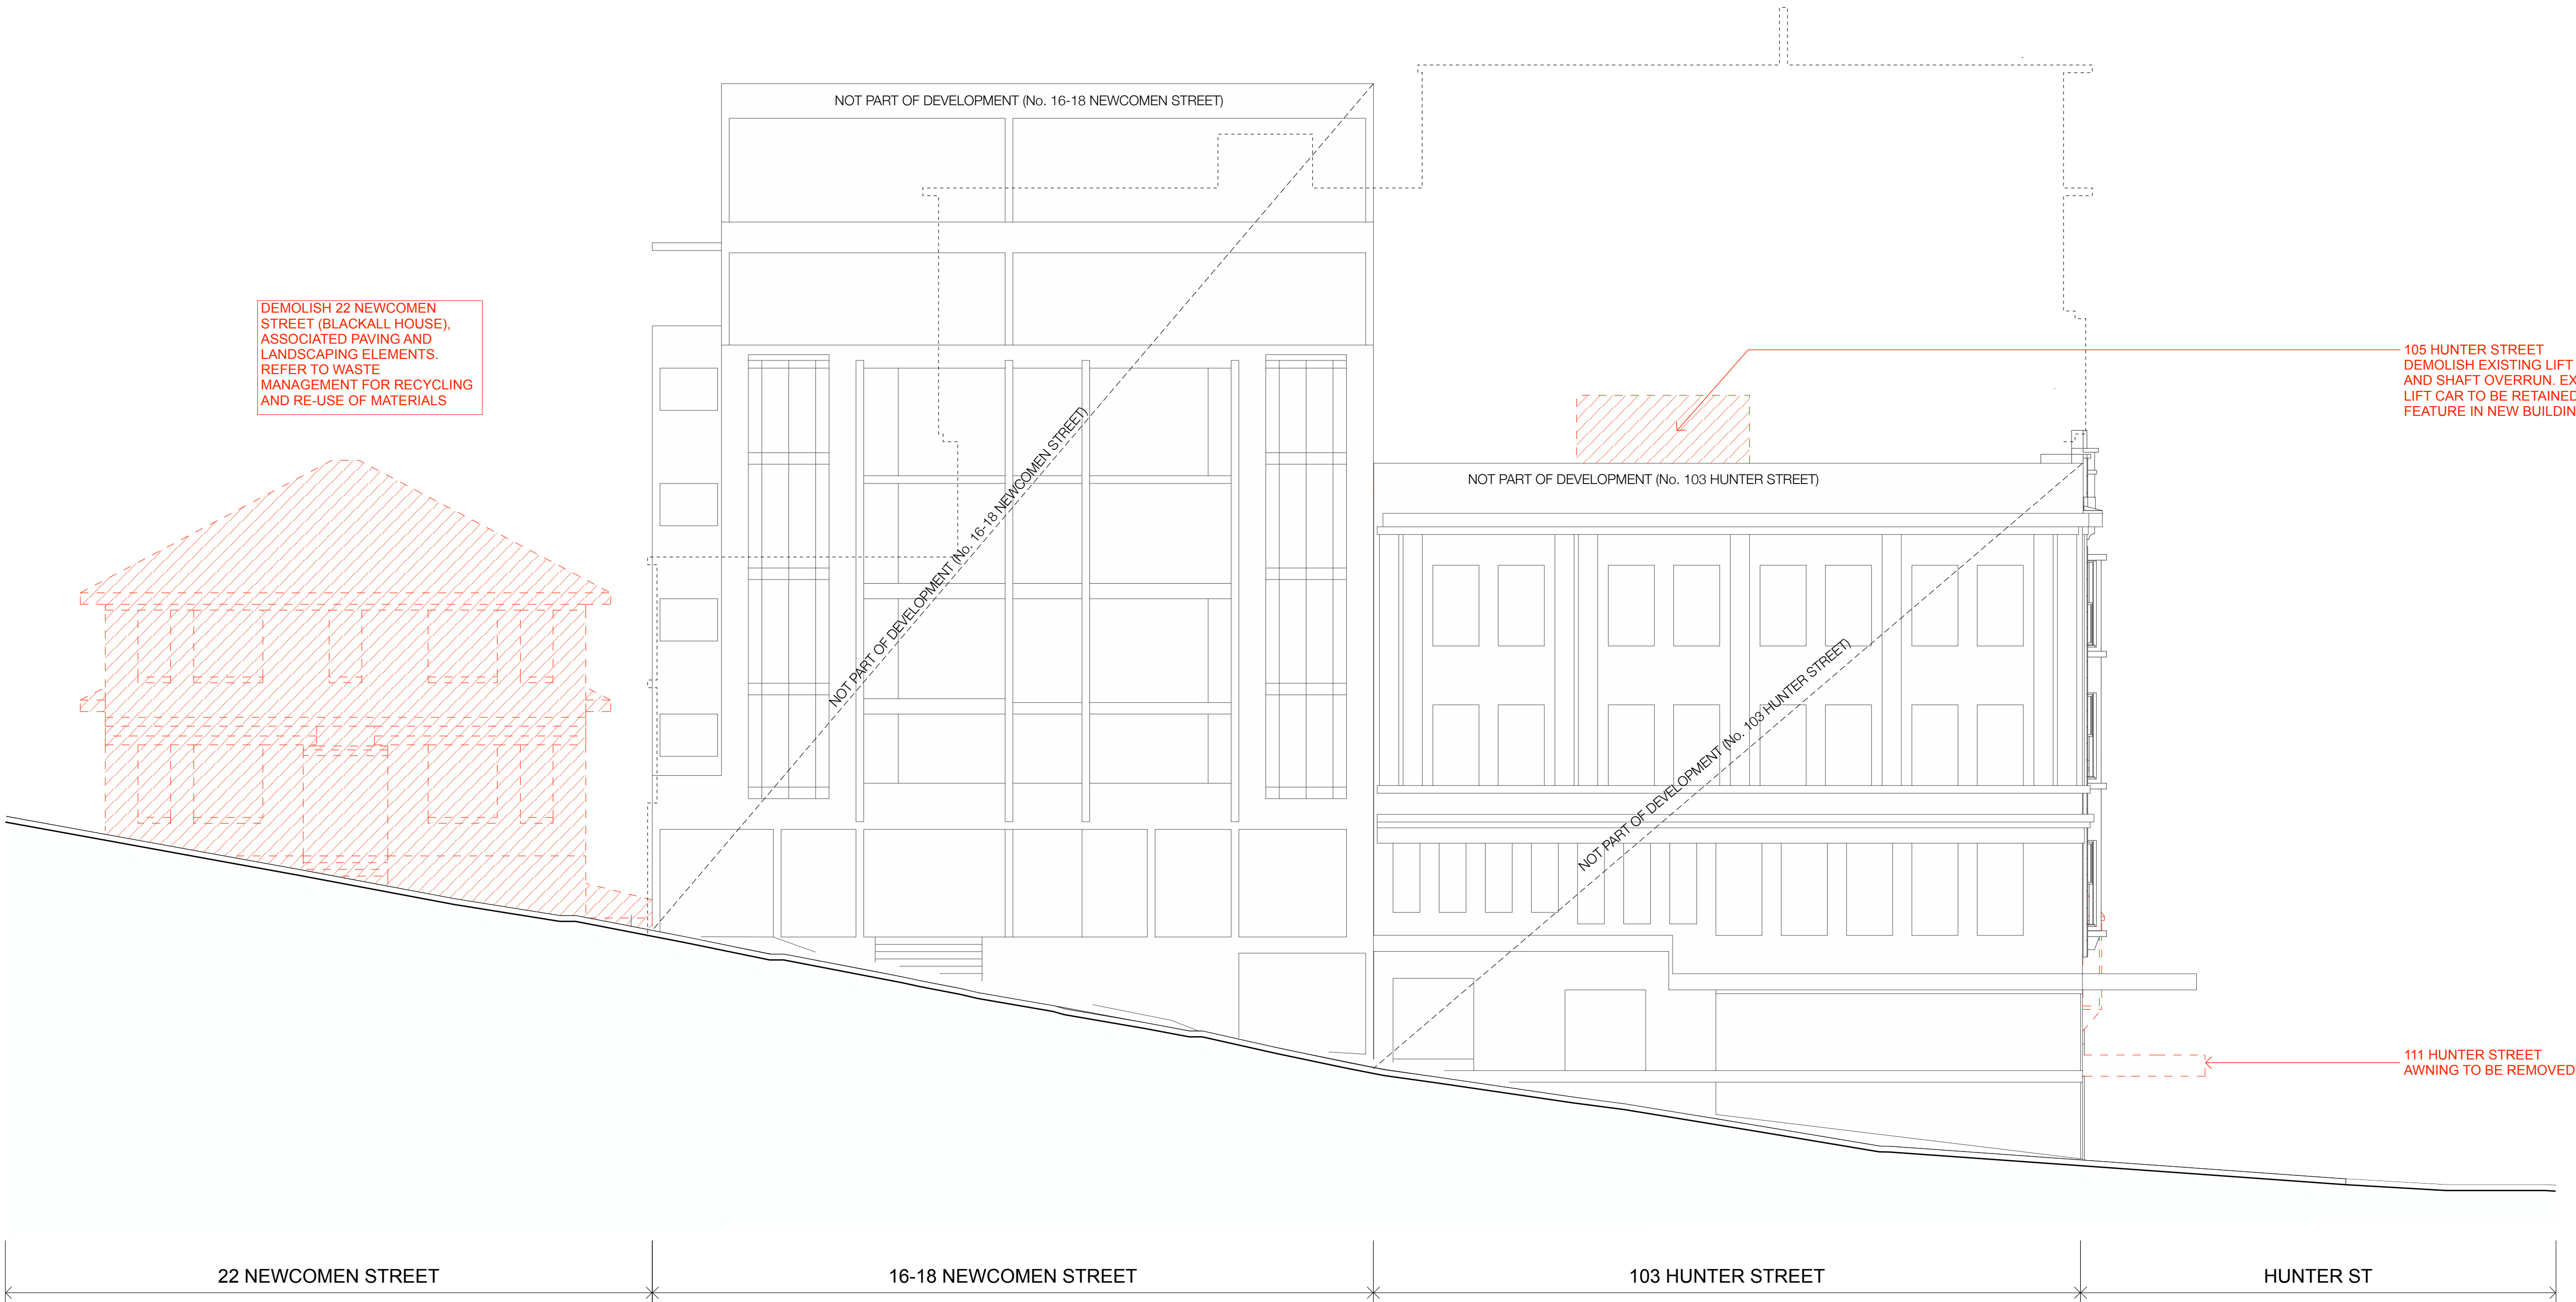 NOT PART OF DEVELOPMENT (No. 16-18 NEWCOMEN STREET)
DEMOLISH 22 NEWCOMEN
STREET (BLACKALL HOUSE),
ASSOCIATED PAVING AND
LANDSCAPING ELEMENTS.
REFER TO WASTE
MANAGEMENT FOR RECYCLING
AND RE-USE OF MATERIALS
NOT PART OF DEVELOPMENT (No. 16-18 NEWCOMEN STREET)
105 HUNTER STREET
DEMOLISH EXISTING LIFT
AND SHAFT OVERRUN. EX
LIFT CAR TO BE RETAINED
FEATURE IN NEW BUILDIN
NOT PART OF DEVELOPMENT (No. 103 HUNTER STREET)
NOT PART OF DEVELOPMENT (No. 103 HUNTER STREET)
111 HUNTER STREET
AWNING TO BE REMOVED
22 NEWCOMEN STREET
16-18 NEWCOMEN STREET
103 HUNTER STREET
HUNTER ST